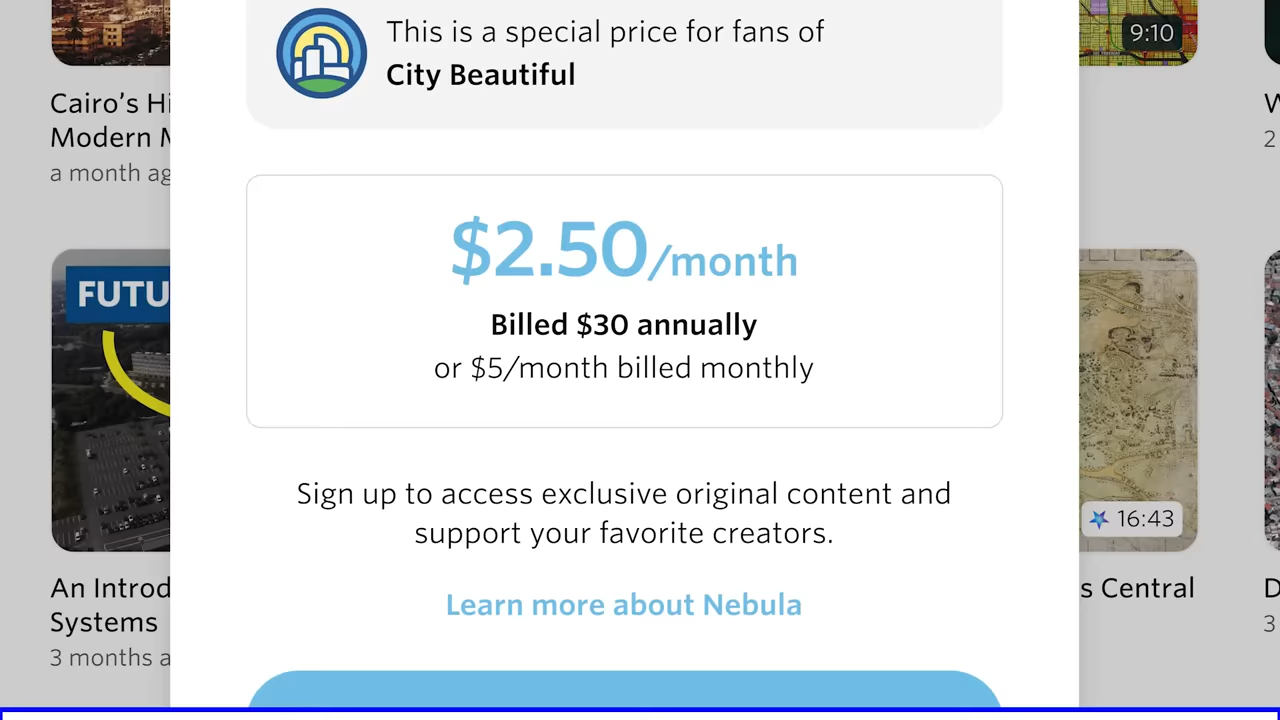 This is a special price for fans of
City Beautiful
9:10
Cairo’s Hi
Modern M
a month ag
W
2
$2.50/month
Billed $30 annually
or $5/month billed monthly
FUTU
16:43
Sign up to access exclusive original content and
support your favorite creators.
Learn more about Nebula
An Introd
Systems
3 months a
s Central
D
3